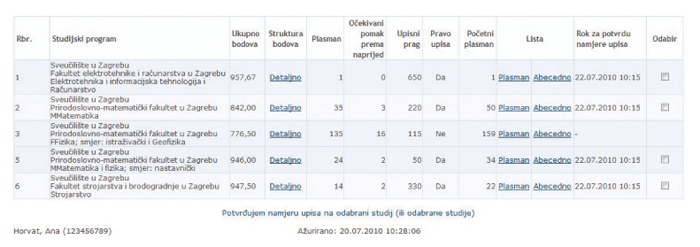 Rbr. Studijski program Ukupno bodova Struktura bodova Plasman Očekivani pomak prema naprijed Upisni prag Pravo upisa Početni plasman Lista Rok za potvrdu namjere upisa Odabir
1 Sveučilište u Zagrebu
Fakultet elektrotehnike i računarstva u Zagrebu
Elektrotehnika i informacijska tehnologija i
Računarstvo 957,67 Detaljno 1 0 650 Da 1 Plasman Abecedno 22.07.2010 10:15
2 Sveučilište u Zagrebu
Prirodoslovno-matematički fakultet u Zagrebu
MMatematika 842,00 Detaljno 35 3 220 Da 50 Plasman Abecedno 22.07.2010 10:15
3 Sveučilište u Zagrebu
Prirodoslovno-matematički fakultet u Zagrebu
FFizika; smjer: istraživački i Geofizika 776,50 Detaljno 135 16 115 Ne 159 Plasman Abecedno -
5 Sveučilište u Zagrebu
Prirodoslovno-matematički fakultet u Zagrebu
MMatematika i fizika; smjer: nastavnički 946,00 Detaljno 24 2 50 Da 34 Plasman Abecedno 22.07.2010 10:15
6 Sveučilište u Zagrebu
Fakultet strojarstva i brodogradnje u Zagrebu
Strojarstvo 947,50 Detaljno 14 2 330 Da 22 Plasman Abecedno 22.07.2010 10:15
Potvrđujem namjeru upisa na odabrani studij (ili odabrane studije)
Horvat, Ana (123456789) Ažurirano: 20.07.2010 10:28:06